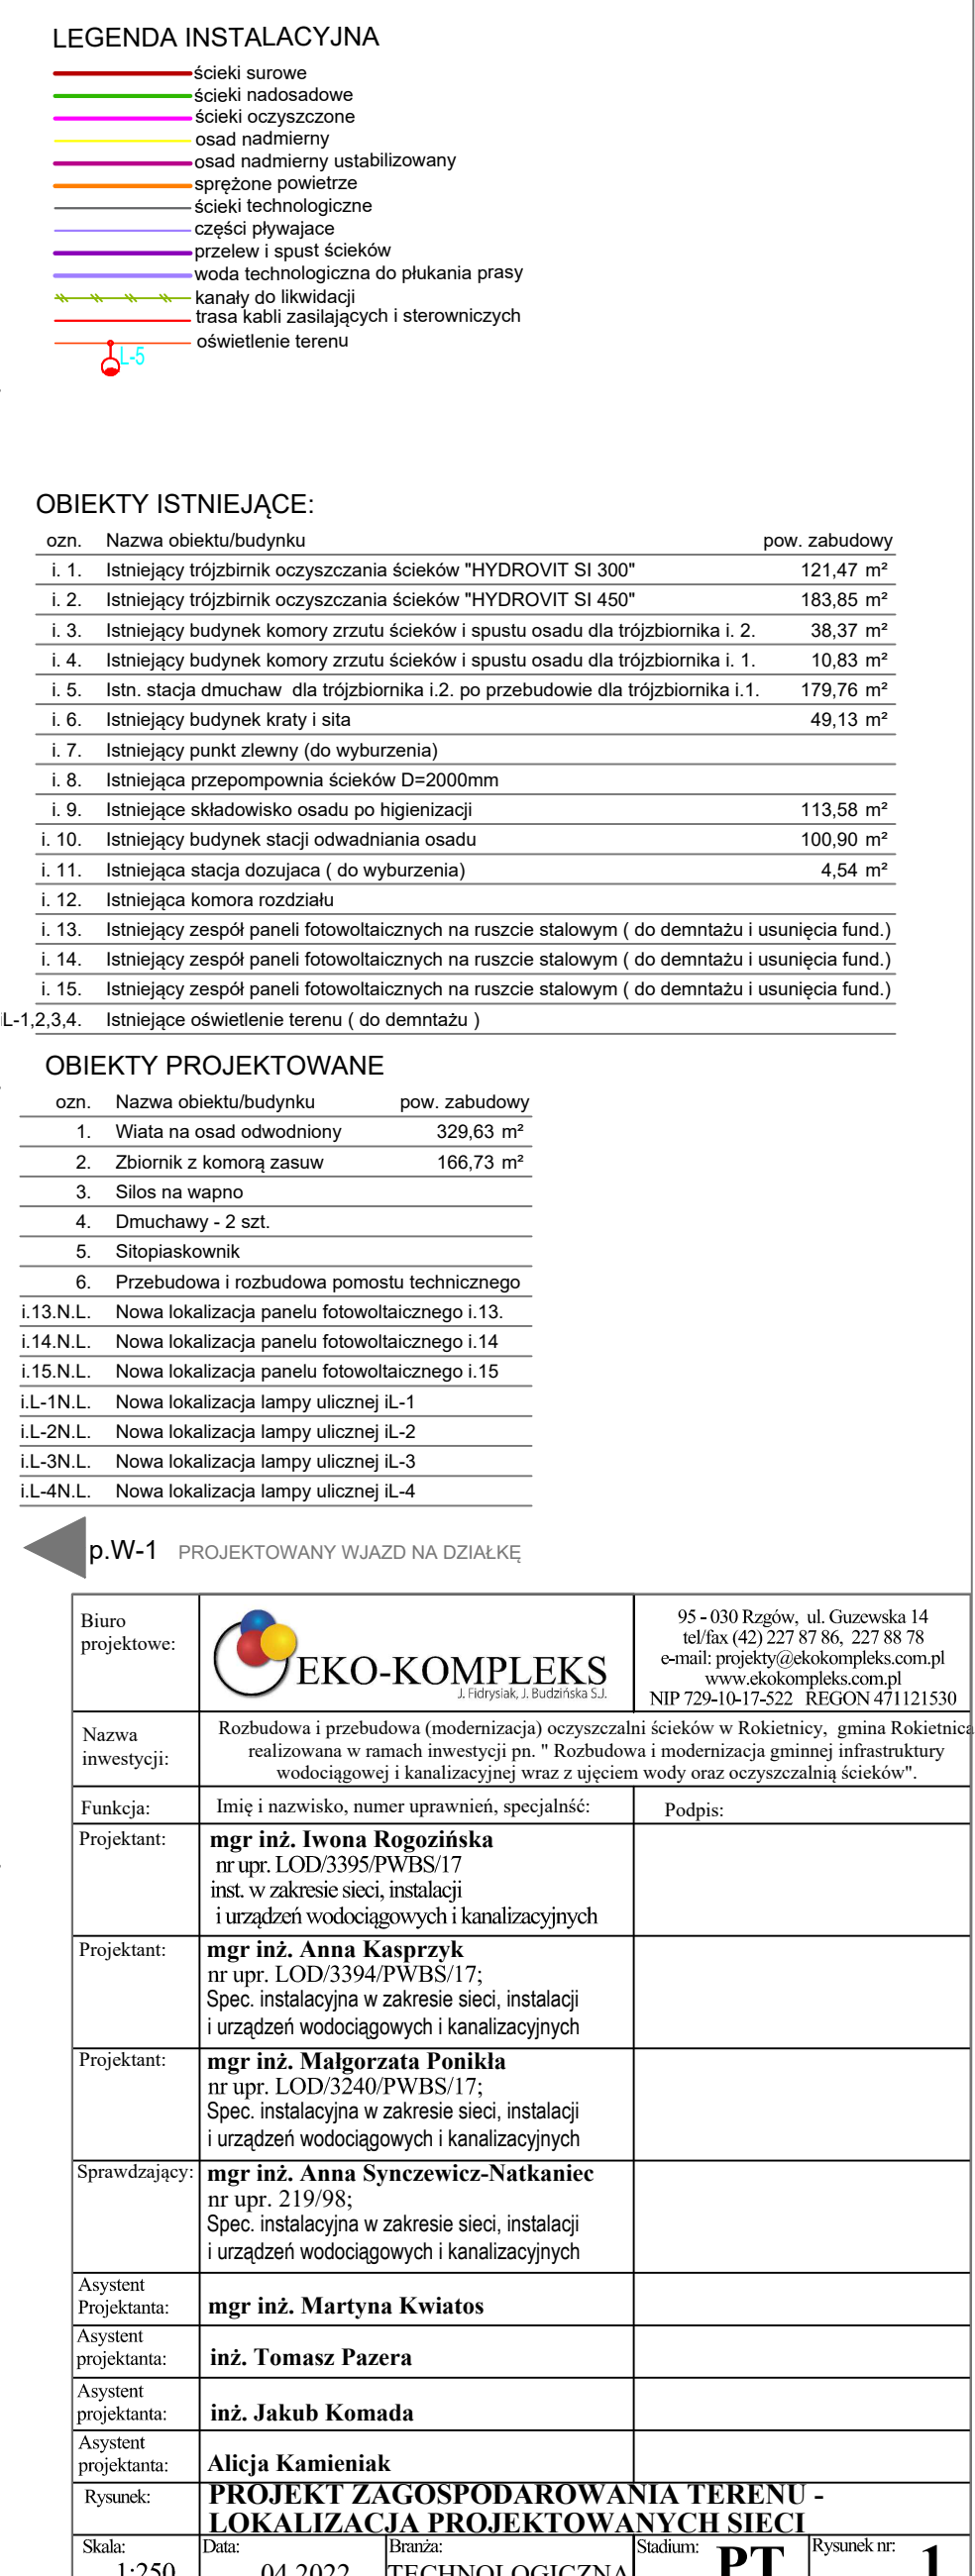 LEGENDA INSTALACYJNA
ścieki surowe
ścieki nadosadowe
ścieki oczyszczone
osad nadmierny
osad nadmierny ustabilizowany
sprężone powietrze
ścieki technologiczne
części pływajace
przelew i spust ścieków
woda technologiczna do płukania prasy
kanały do likwidacji
trasa kabli zasilających i sterowniczych
oświetlenie terenu
L-5
OBIEKTY ISTNIEJĄCE:
ozn. Nazwa obiektu/budynku pow. zabudowy
i. 1. Istniejący trójzbirnik oczyszczania ścieków "HYDROVIT SI 300" 121,47 m²
i. 2. Istniejący trójzbirnik oczyszczania ścieków "HYDROVIT SI 450" 183,85 m²
i. 3. Istniejący budynek komory zrzutu ścieków i spustu osadu dla trójzbiornika i. 2. 38,37 m²
i. 4. Istniejący budynek komory zrzutu ścieków i spustu osadu dla trójzbiornika i. 1. 10,83 m²
i. 5. Istn. stacja dmuchaw dla trójzbiornika i.2. po przebudowie dla trójzbiornika i.1. 179,76 m²
i. 6. Istniejący budynek kraty i sita 49,13 m²
i. 7. Istniejący punkt zlewny (do wyburzenia)
i. 8. Istniejąca przepompownia ścieków D=2000mm
i. 9. Istniejące składowisko osadu po higienizacji 113,58 m²
i. 10. Istniejący budynek stacji odwadniania osadu 100,90 m²
i. 11. Istniejąca stacja dozujaca ( do wyburzenia) 4,54 m²
i. 12. Istniejąca komora rozdziału
i. 13. Istniejący zespół paneli fotowoltaicznych na ruszcie stalowym ( do demntażu i usunięcia fund.)
i. 14. Istniejący zespół paneli fotowoltaicznych na ruszcie stalowym ( do demntażu i usunięcia fund.)
i. 15. Istniejący zespół paneli fotowoltaicznych na ruszcie stalowym ( do demntażu i usunięcia fund.)
iL-1,2,3,4. Istniejące oświetlenie terenu ( do demntażu )
OBIEKTY PROJEKTOWANE
ozn. Nazwa obiektu/budynku pow. zabudowy
1. Wiata na osad odwodniony 329,63 m²
2. Zbiornik z komorą zasuw 166,73 m²
3. Silos na wapno
4. Dmuchawy - 2 szt.
5. Sitopiaskownik
6. Przebudowa i rozbudowa pomostu technicznego
i.13.N.L. Nowa lokalizacja panelu fotowoltaicznego i.13.
i.14.N.L. Nowa lokalizacja panelu fotowoltaicznego i.14
i.15.N.L. Nowa lokalizacja panelu fotowoltaicznego i.15
i.L-1N.L. Nowa lokalizacja lampy ulicznej iL-1
i.L-2N.L. Nowa lokalizacja lampy ulicznej iL-2
i.L-3N.L. Nowa lokalizacja lampy ulicznej iL-3
i.L-4N.L. Nowa lokalizacja lampy ulicznej iL-4
p.W-1 PROJEKTOWANY WJAZD NA DZIAŁKĘ
Biuro
projektowe:
EKO-KOMPLEKS
J. Fidrysiak, J. Budzińska S.J.
95 - 030 Rzgów, ul. Guzewska 14
tel/fax (42) 227 87 86, 227 88 78
e-mail: projekty@ekokompleks.com.pl
www.ekokompleks.com.pl
NIP 729-10-17-522 REGON 471121530
Nazwa
inwestycji:
Rozbudowa i przebudowa (modernizacja) oczyszczalni ścieków w Rokietnicy, gmina Rokietnica
realizowana w ramach inwestycji pn. " Rozbudowa i modernizacja gminnej infrastruktury
wodociągowej i kanalizacyjnej wraz z ujęciem wody oraz oczyszczalnią ścieków".
Funkcja: Imię i nazwisko, numer uprawnień, specjalnść: Podpis:
Projektant: mgr inż. Iwona Rogozińska
nr upr. LOD/3395/PWBS/17
inst. w zakresie sieci, instalacji
i urządzeń wodociągowych i kanalizacyjnych
Projektant: mgr inż. Anna Kasprzyk
nr upr. LOD/3394/PWBS/17;
Spec. instalacyjna w zakresie sieci, instalacji
i urządzeń wodociągowych i kanalizacyjnych
Projektant: mgr inż. Małgorzata Ponikła
nr upr. LOD/3240/PWBS/17;
Spec. instalacyjna w zakresie sieci, instalacji
i urządzeń wodociągowych i kanalizacyjnych
Sprawdzający: mgr inż. Anna Synczewicz-Natkaniec
nr upr. 219/98;
Spec. instalacyjna w zakresie sieci, instalacji
i urządzeń wodociągowych i kanalizacyjnych
Asystent
Projektanta: mgr inż. Martyna Kwiatos
Asystent
projektanta: inż. Tomasz Pazera
Asystent
projektanta: inż. Jakub Komada
Asystent
projektanta: Alicja Kamieniak
Rysunek: PROJEKT ZAGOSPODAROWANIA TERENU -
LOKALIZACJA PROJEKTOWANYCH SIECI
Skala: Data: Branża: Stadium: Rysunek nr:
1:250 04.2022 TECHNOLOGICZNA PT 1